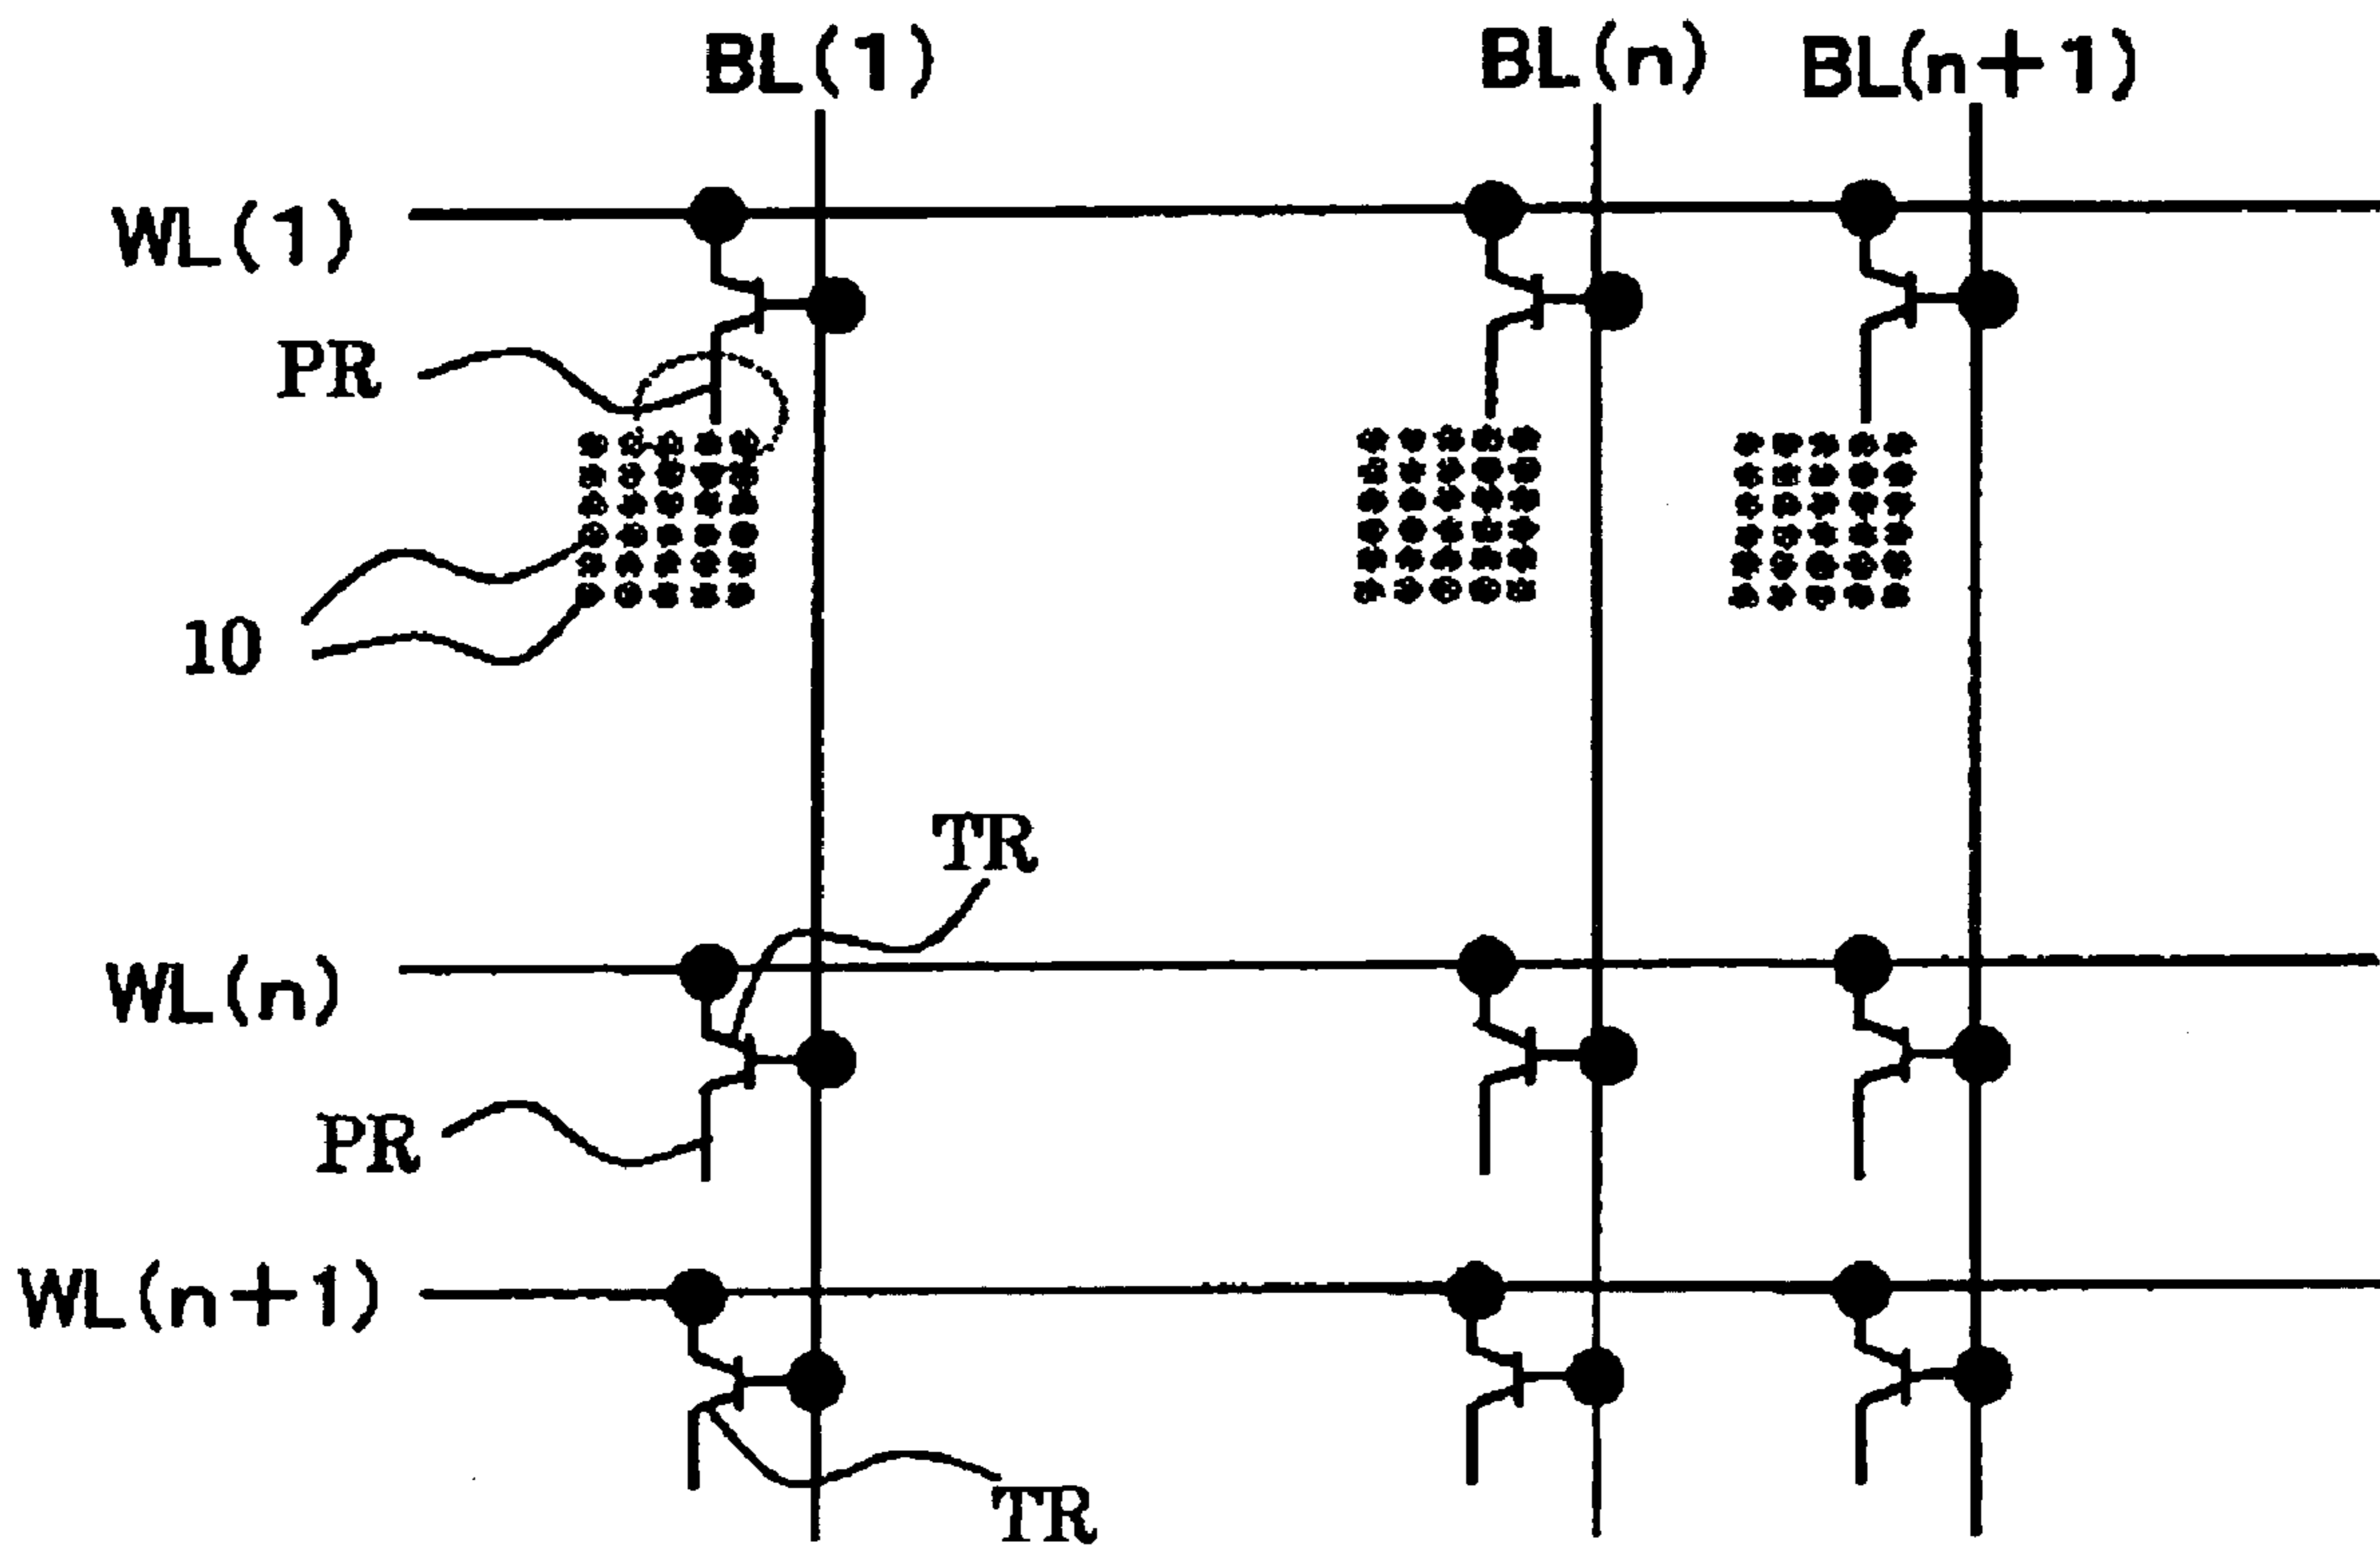 BL(1) BL(n) BL(n+1)
WL(1)
PR
10
TR
WL(n)
PR
WL(n+1)
TR